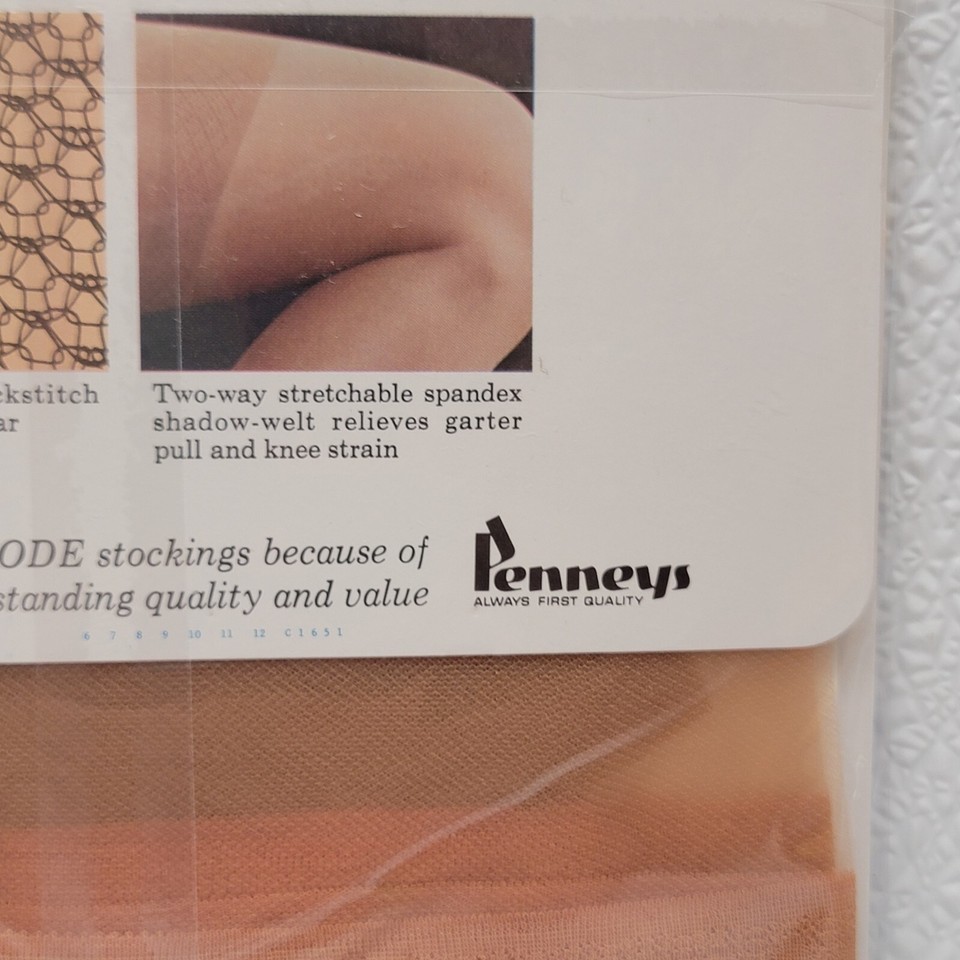 ckstitch
ar
Two-way stretchable spandex
shadow-welt relieves garter
pull and knee strain
ODE stockings because of
standing quality and value
Penneys
ALWAYS FIRST QUALITY
6 7 8 9 10 11 12 C1651